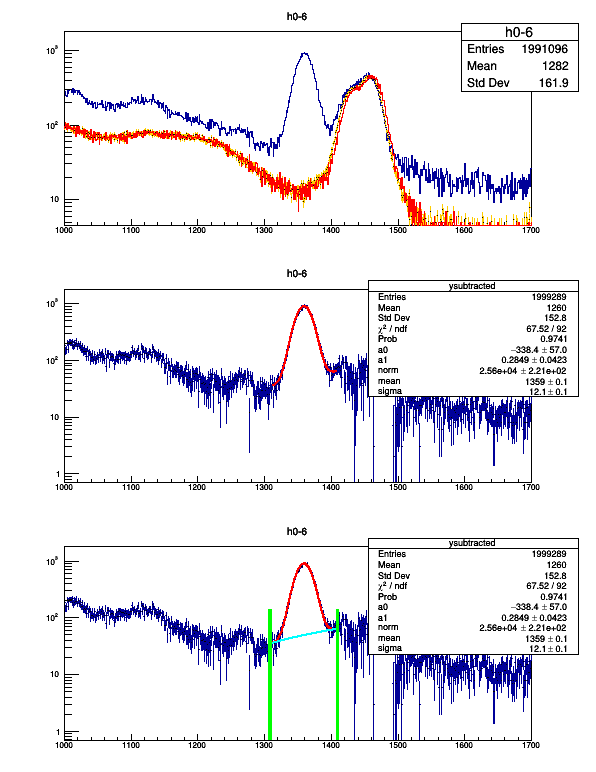 h0-6
h0-6
Entries 1991096
Mean 1282
Std Dev 161.9
10³
10²
10
1000 1100 1200 1300 1400 1500 1600 1700
h0-6
ysubtracted
Entries 1999289
Mean 1260
Std Dev 152.8
χ² / ndf 67.52 / 92
Prob 0.9741
a0 −338.4 ± 57.0
a1 0.2849 ± 0.0423
norm 2.56e+04 ± 2.21e+02
mean 1359 ± 0.1
sigma 12.1 ± 0.1
10³
10²
10
1
1000 1100 1200 1300 1400 1500 1600 1700
h0-6
ysubtracted
Entries 1999289
Mean 1260
Std Dev 152.8
χ² / ndf 67.52 / 92
Prob 0.9741
a0 −338.4 ± 57.0
a1 0.2849 ± 0.0423
norm 2.56e+04 ± 2.21e+02
mean 1359 ± 0.1
sigma 12.1 ± 0.1
10³
10²
10
1
1000 1100 1200 1300 1400 1500 1600 1700